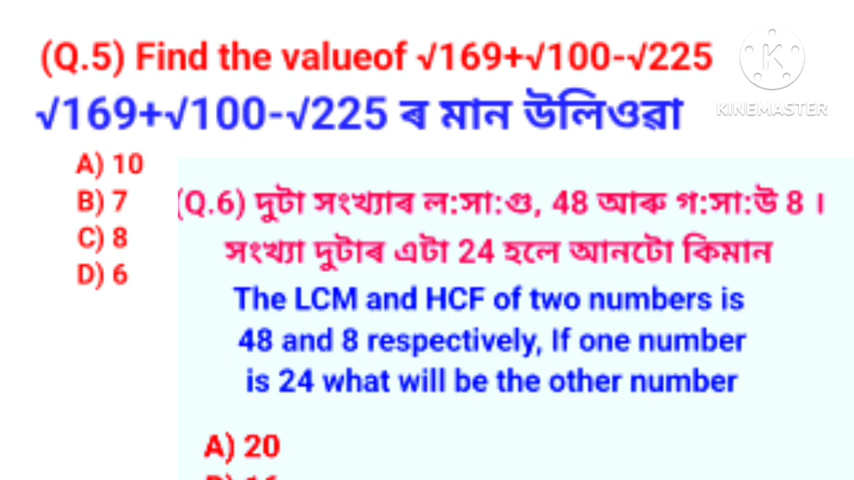 (Q.5) Find the valueof √169+√100-√225
√169+√100-√225 ৰ মান উলিওৱা
KINEMASTER
A) 10
B) 7
C) 8
D) 6
(Q.6) দুটা সংখ্যাৰ ল:সা:গু, 48 আৰু গ:সা:উ 8 ।
সংখ্যা দুটাৰ এটা 24 হলে আনটো কিমান
The LCM and HCF of two numbers is
48 and 8 respectively, If one number
is 24 what will be the other number
A) 20